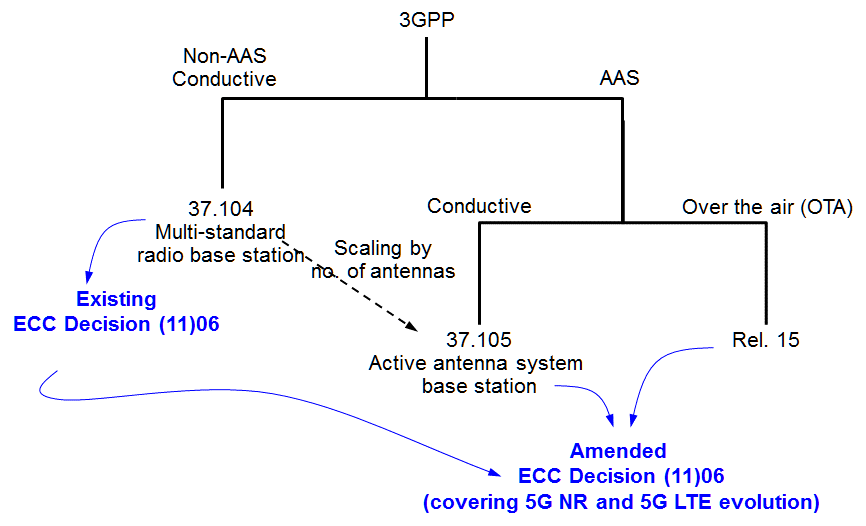 3GPP
Non-AAS
Conductive
AAS
37.104
Multi-standard
radio base station
Conductive
Over the air (OTA)
Scaling by
no. of antennas
Existing
ECC Decision (11)06
37.105
Active antenna system
base station
Rel. 15
Amended
ECC Decision (11)06
(covering 5G NR and 5G LTE evolution)